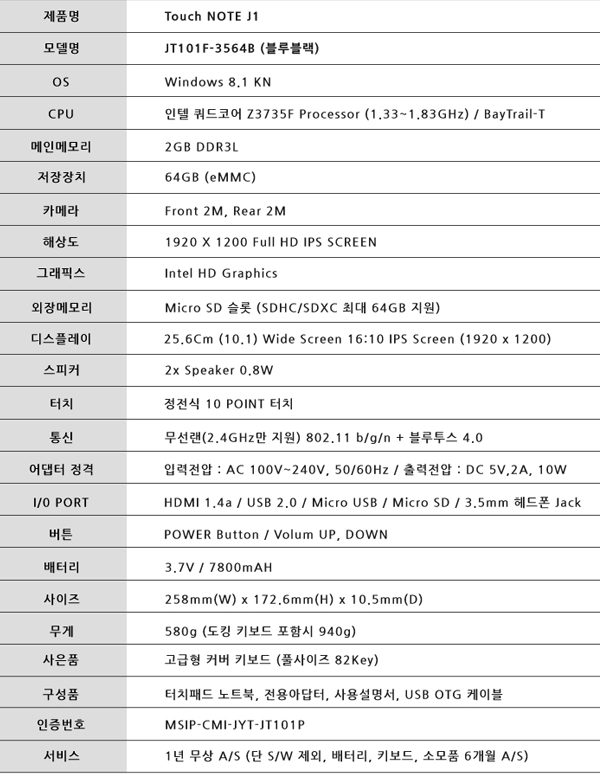 제품명 Touch NOTE J1
모델명 JT101F-3564B (블루블랙)
OS Windows 8.1 KN
CPU 인텔 쿼드코어 Z3735F Processor (1.33~1.83GHz) / BayTrail-T
메인메모리 2GB DDR3L
저장장치 64GB (eMMC)
카메라 Front 2M, Rear 2M
해상도 1920 X 1200 Full HD IPS SCREEN
그래픽스 Intel HD Graphics
외장메모리 Micro SD 슬롯 (SDHC/SDXC 최대 64GB 지원)
디스플레이 25.6Cm (10.1) Wide Screen 16:10 IPS Screen (1920 x 1200)
스피커 2x Speaker 0.8W
터치 정전식 10 POINT 터치
통신 무선랜(2.4GHz만 지원) 802.11 b/g/n + 블루투스 4.0
어댑터 정격 입력전압 : AC 100V~240V, 50/60Hz / 출력전압 : DC 5V,2A, 10W
I/0 PORT HDMI 1.4a / USB 2.0 / Micro USB / Micro SD / 3.5mm 헤드폰 Jack
버튼 POWER Button / Volum UP, DOWN
배터리 3.7V / 7800mAH
사이즈 258mm(W) x 172.6mm(H) x 10.5mm(D)
무게 580g (도킹 키보드 포함시 940g)
사은품 고급형 커버 키보드 (풀사이즈 82Key)
구성품 터치패드 노트북, 전용아답터, 사용설명서, USB OTG 케이블
인증번호 MSIP-CMI-JYT-JT101P
서비스 1년 무상 A/S (단 S/W 제외, 배터리, 키보드, 소모품 6개월 A/S)